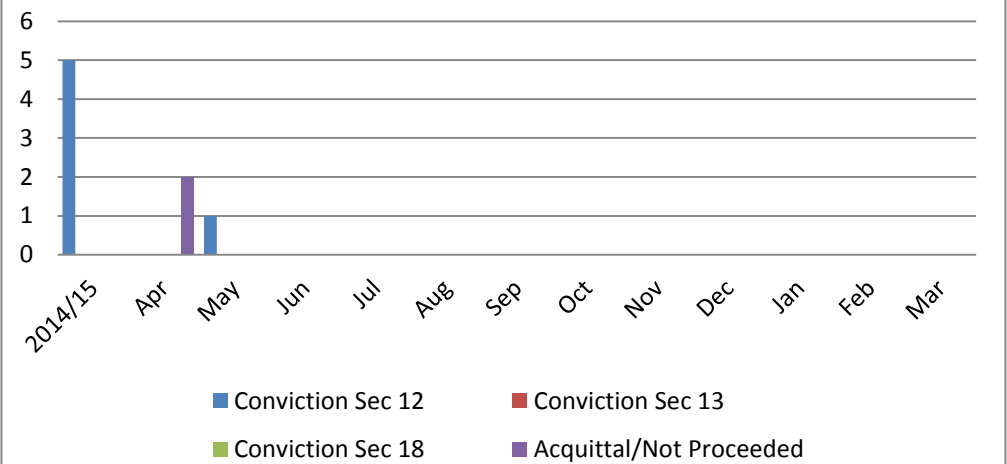 6
5
4
3
2
1
0
2014/15 Apr May Jun Jul Aug Sep Oct Nov Dec Jan Feb Mar
Conviction Sec 12 Conviction Sec 13
Conviction Sec 18 Acquittal/Not Proceeded